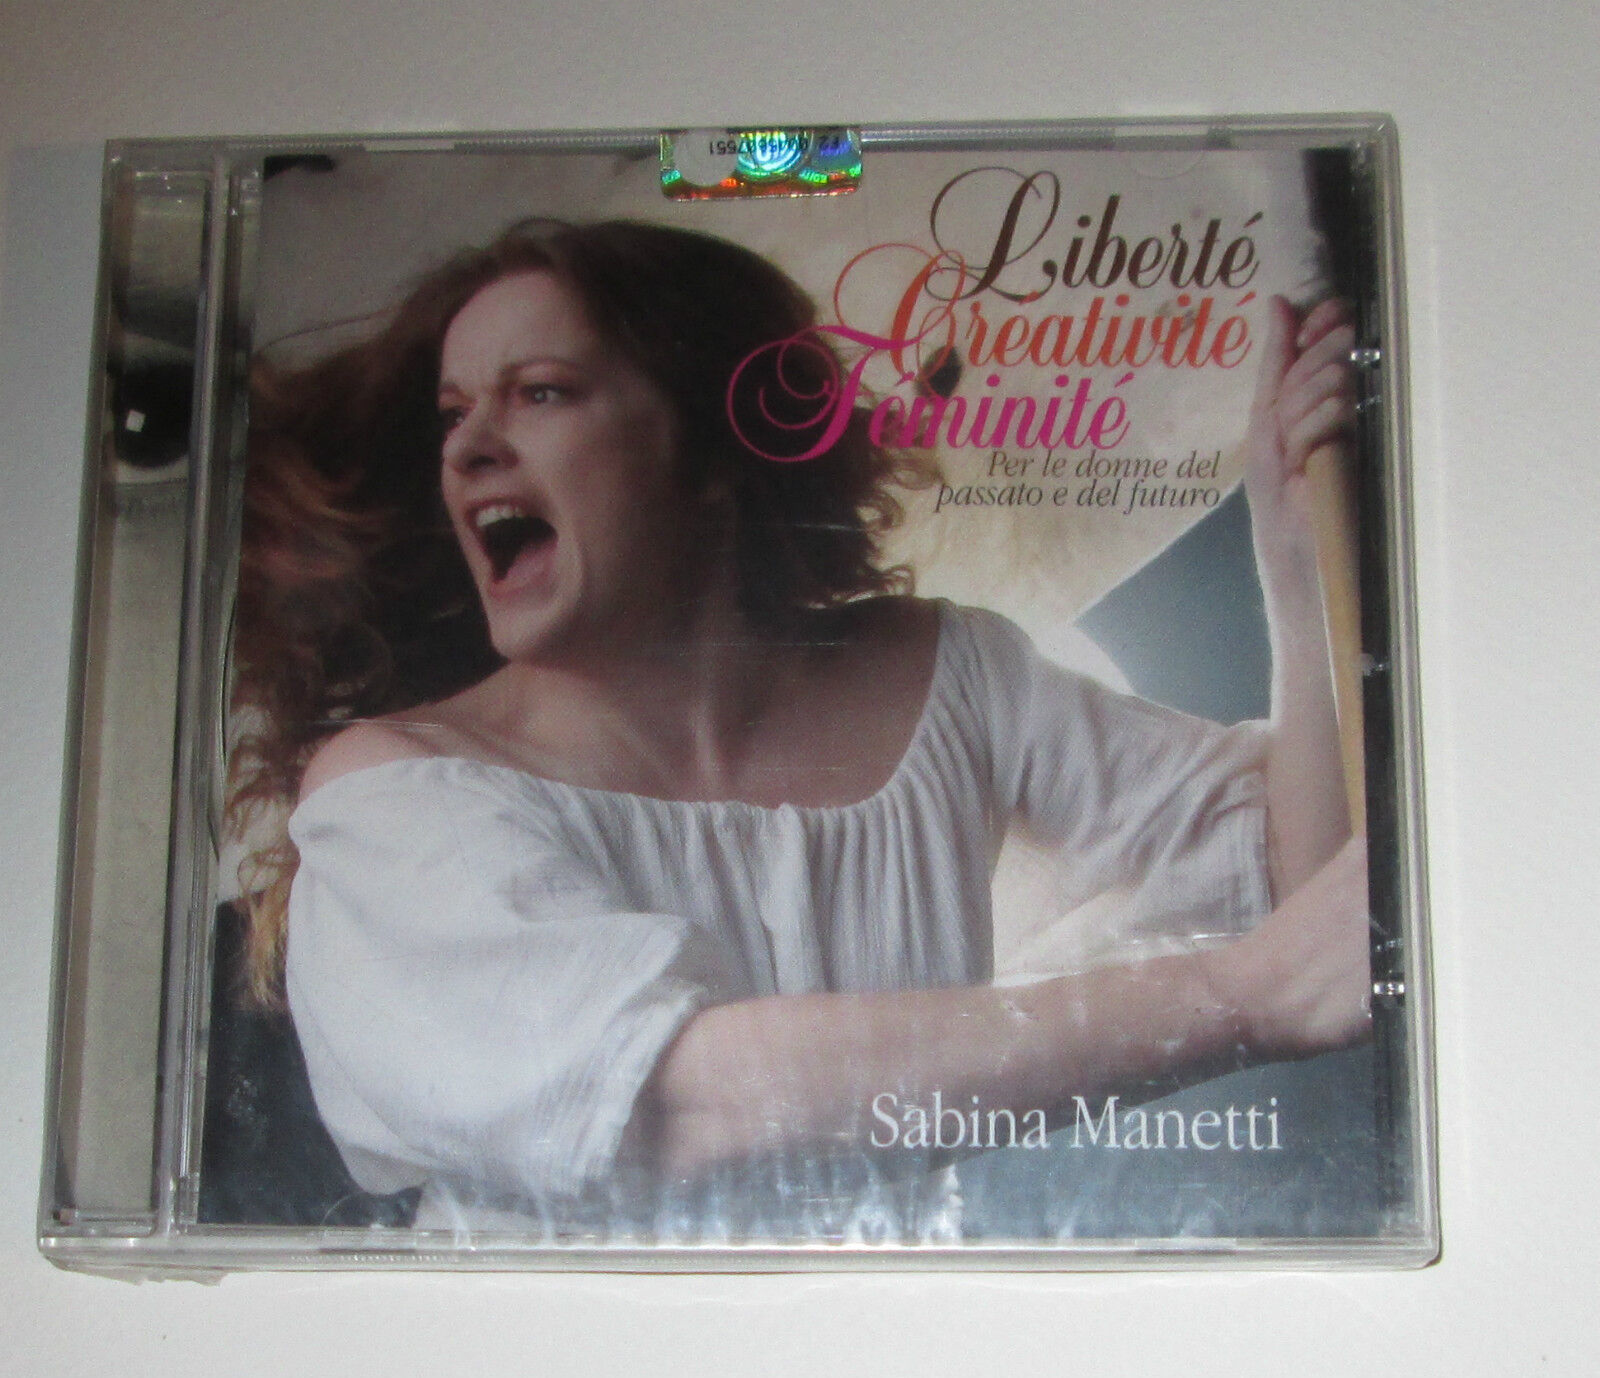 Liberté
Créativité
Féminité
Per le donne del
passato e del futuro
Sabina Manetti